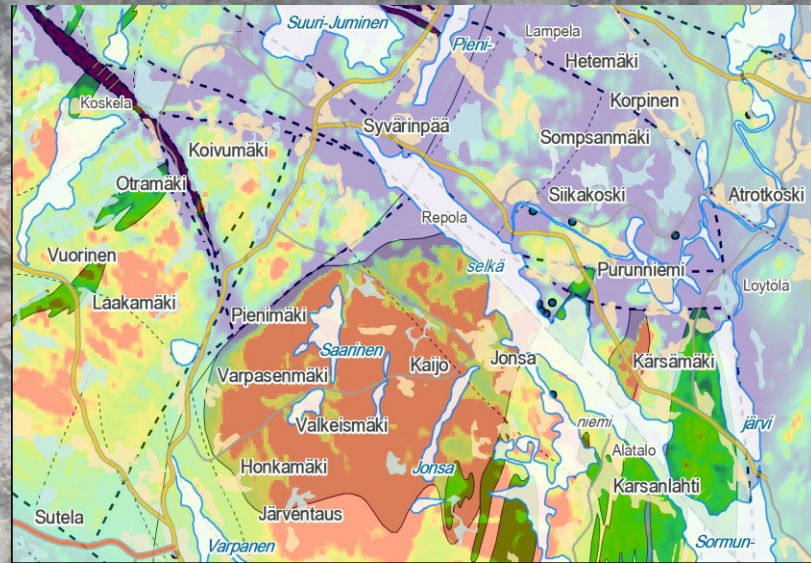 Suuri-Juminen
Pieni-
Lampela
Hetemäki
Koskela
Korpinen
Syvärinpää
Sompsanmäki
Koivumäki
Otramäki
Siikakoski
Atrotkoski
Repola
Vuorinen
selkä
Purunniemi
Löytölä
Laakamäki
Pienimäki
Saarinen
Kaijo
Jonsa
Kärsämäki
Varpasenmäki
Valkeismäki
niemi
järvi
Alatalo
Honkamäki
Jonsa
Karsanlahti
Sutela
Järventaus
Varpanen
Sormun-